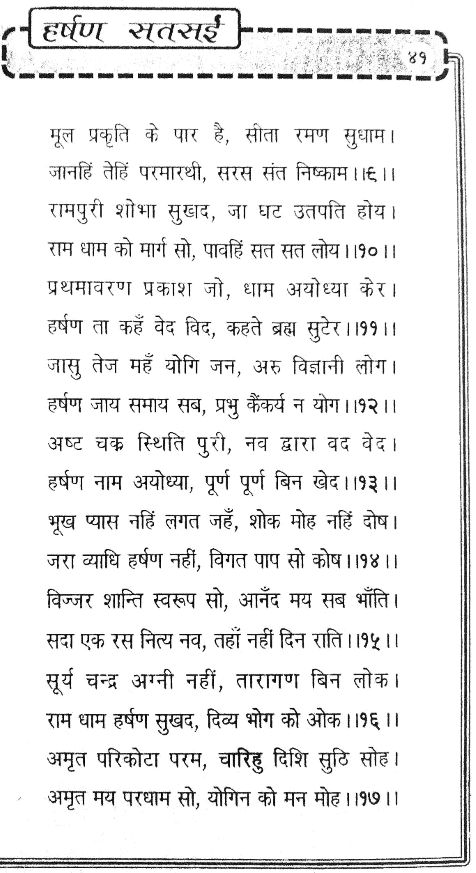 हर्षण सतसई
४१
मूल प्रकृति के पार है, सीता रमण सुधाम।
जानहिं तेहिं परमारथी, सरस संत निष्काम।।९।।
रामपुरी शोभा सुखद, जा घट उतपति होय।
राम धाम को मार्ग सो, पावहिं सत सत लोय।।१०।।
प्रथमावरण प्रकाश जो, धाम अयोध्या केर।
हर्षण ता कहँ वेद विद, कहते ब्रह्म सुटेर।।११।।
जासु तेज महँ योगि जन, अरु विज्ञानी लोग।
हर्षण जाय समाय सब, प्रभु कैंकर्य न योग।।१२।।
अष्ट चक्र स्थिति पुरी, नव द्वारा वद वेद।
हर्षण नाम अयोध्या, पूर्ण पूर्ण बिन खेद।।१३।।
भूख प्यास नहिं लगत जहँ, शोक मोह नहिं दोष।
जरा व्याधि हर्षण नहीं, विगत पाप सो कोष।।१४।।
विज्जर शान्ति स्वरूप सो, आनँद मय सब भाँति।
सदा एक रस नित्य नव, तहाँ नहीं दिन राति।।१५।।
सूर्य चन्द्र अग्नी नहीं, तारागण बिन लोक।
राम धाम हर्षण सुखद, दिव्य भोग को ओक।।१६।।
अमृत परिकोटा परम, चारिहु दिशि सुठि सोह।
अमृत मय परधाम सो, योगिन को मन मोह।।१७।।